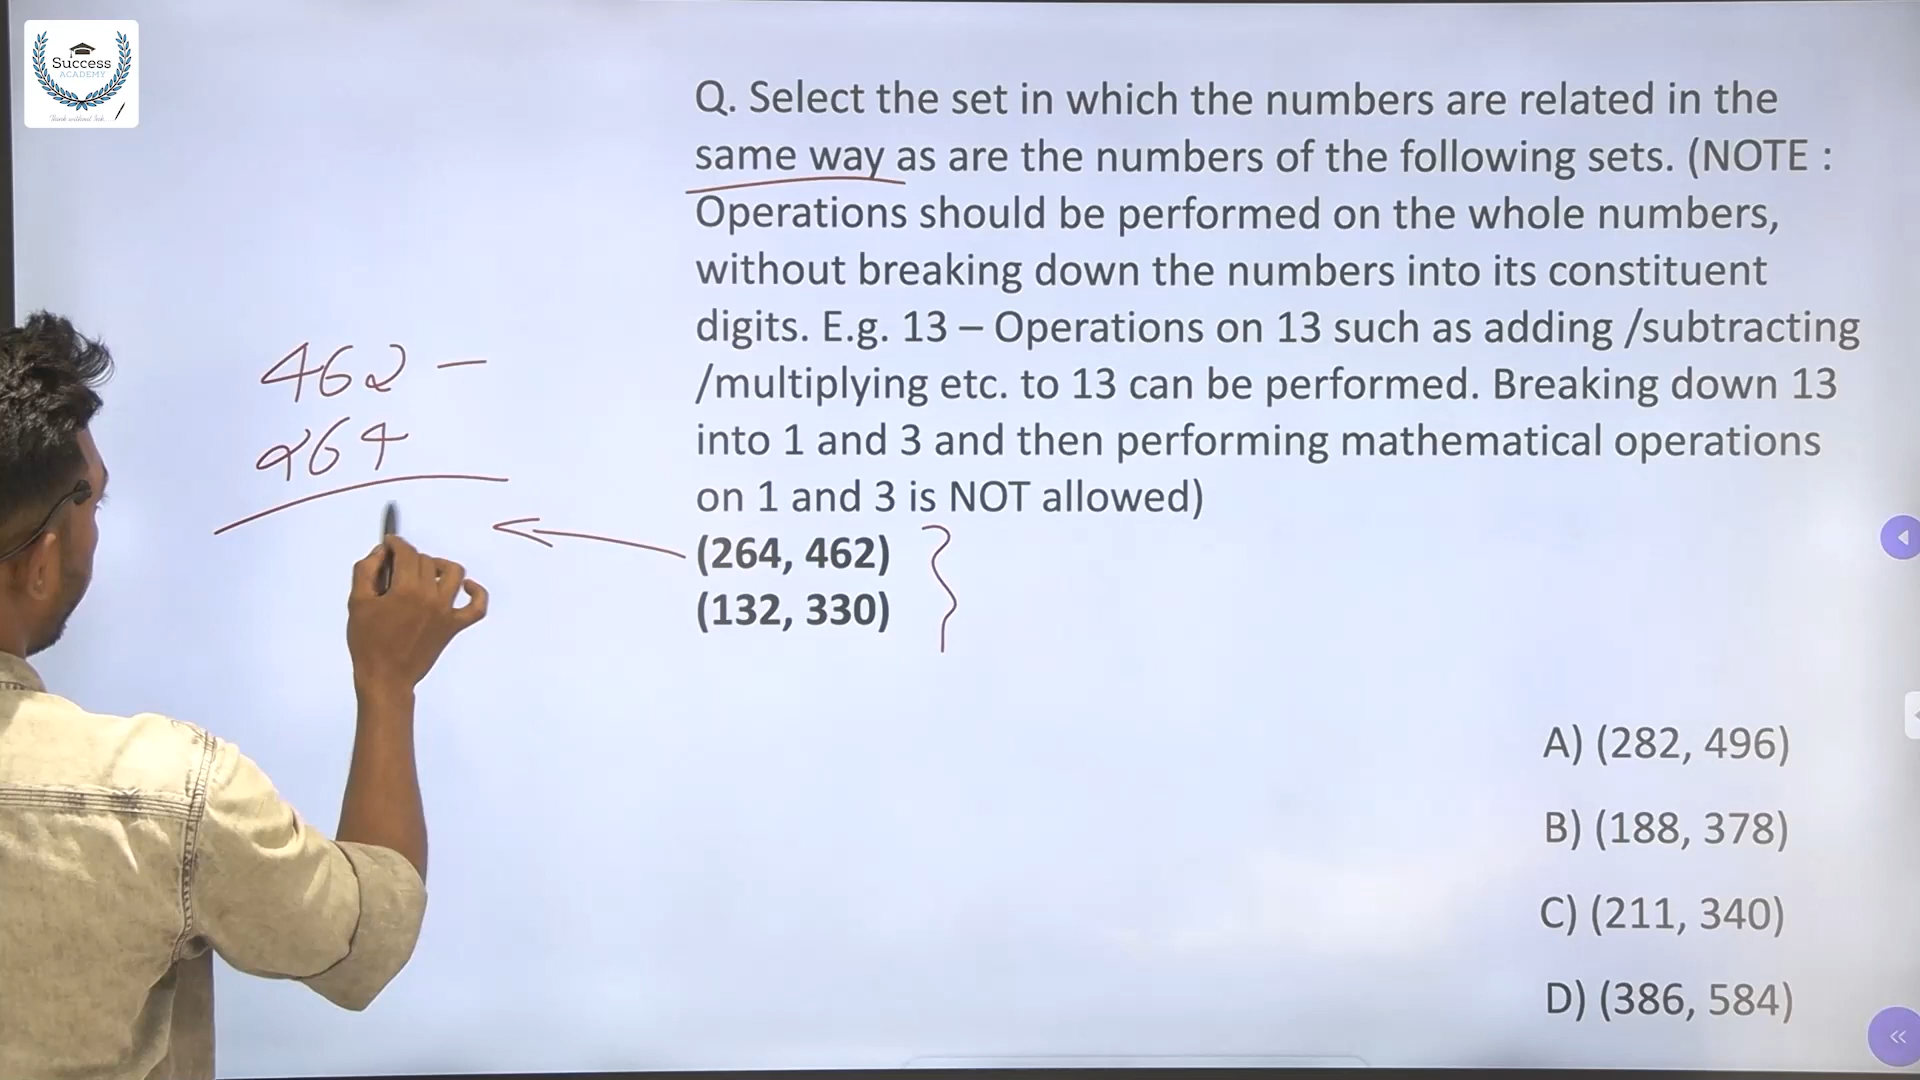 Success
ACADEMY
Think without Ink...
Q. Select the set in which the numbers are related in the
same way as are the numbers of the following sets. (NOTE :
Operations should be performed on the whole numbers,
without breaking down the numbers into its constituent
digits. E.g. 13 – Operations on 13 such as adding /subtracting
/multiplying etc. to 13 can be performed. Breaking down 13
into 1 and 3 and then performing mathematical operations
on 1 and 3 is NOT allowed)
(264, 462)
(132, 330)
462 –
264
A) (282, 496)
B) (188, 378)
C) (211, 340)
D) (386, 584)